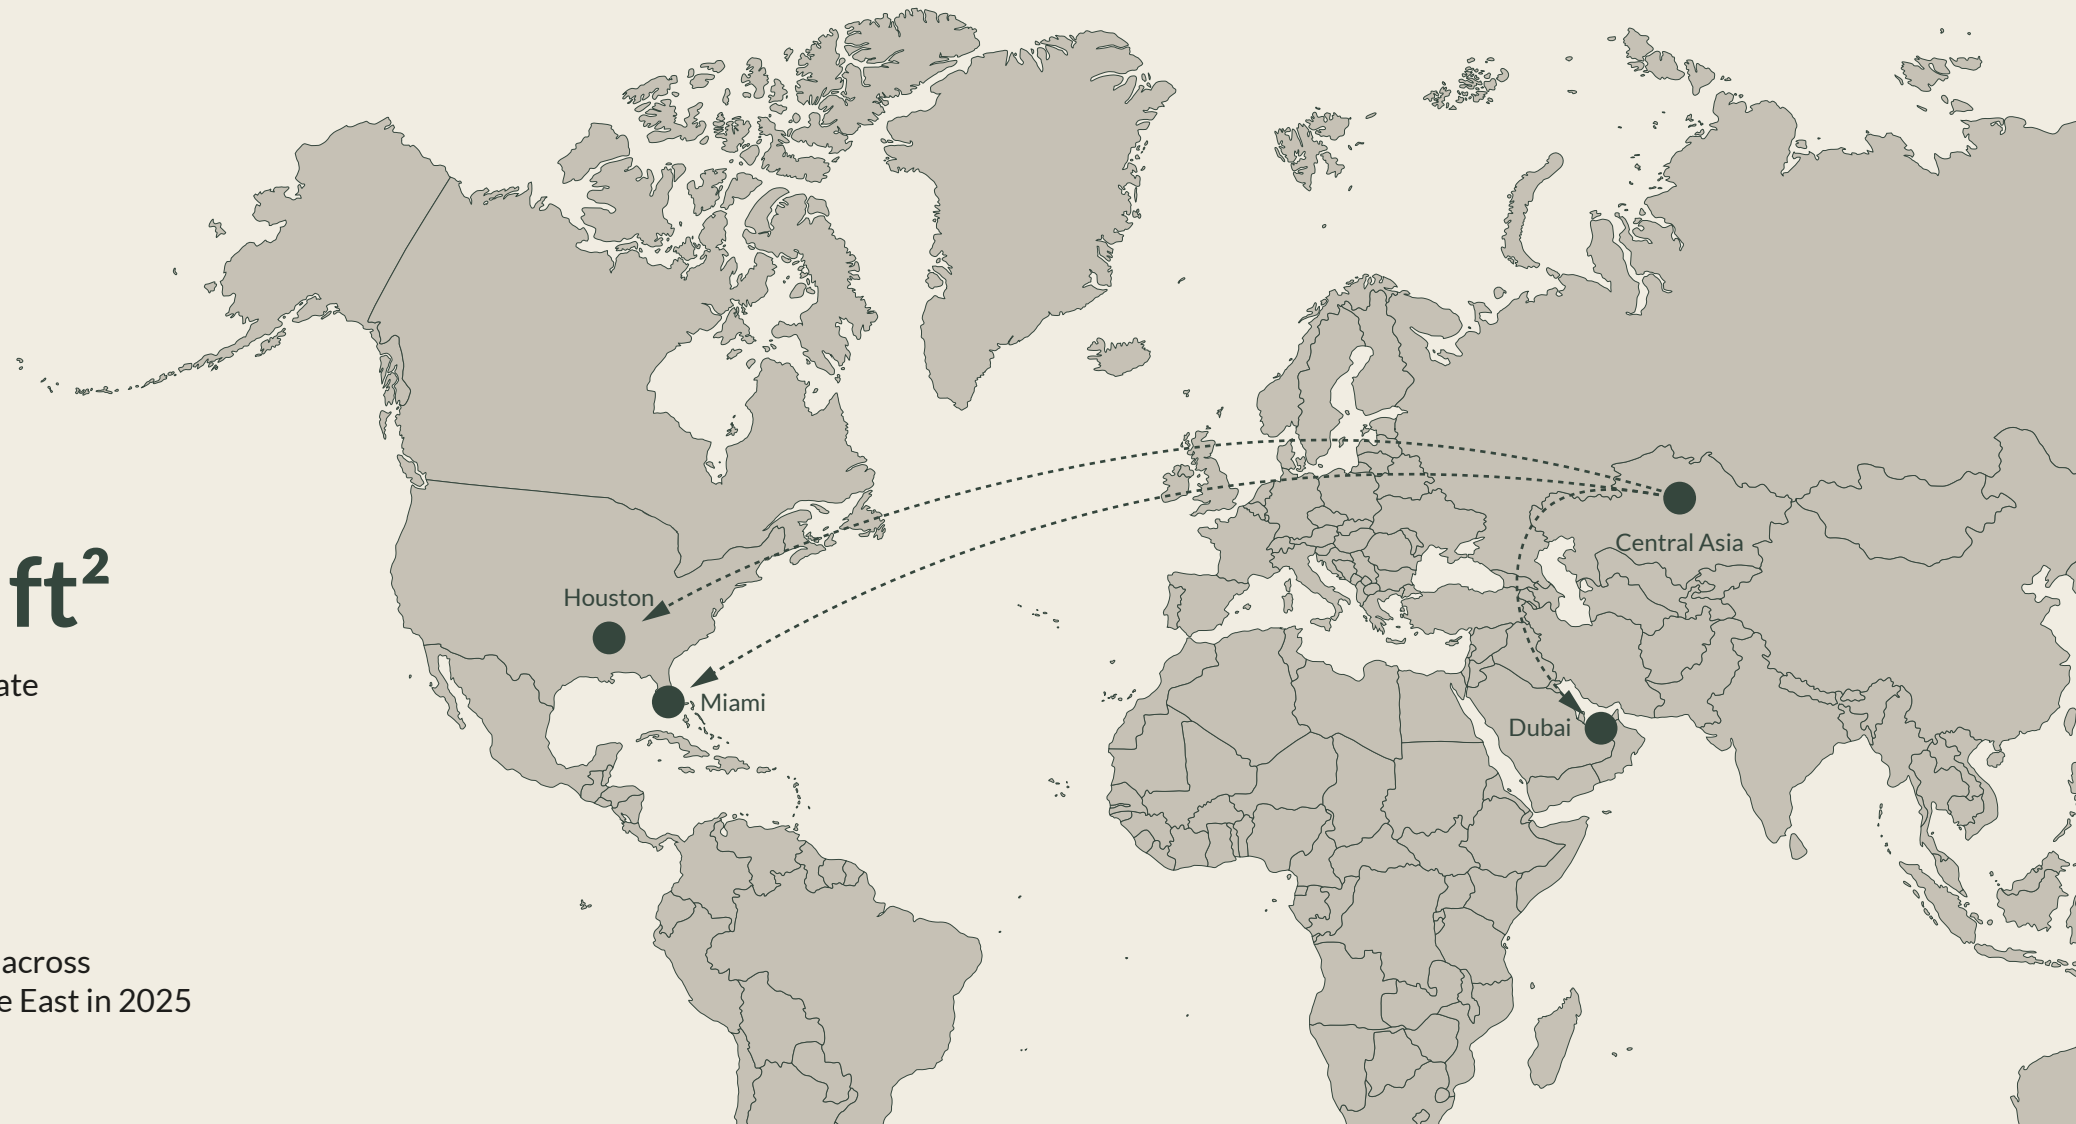 ft²
ate
across
e East in 2025
Central Asia
Houston
Miami
Dubai